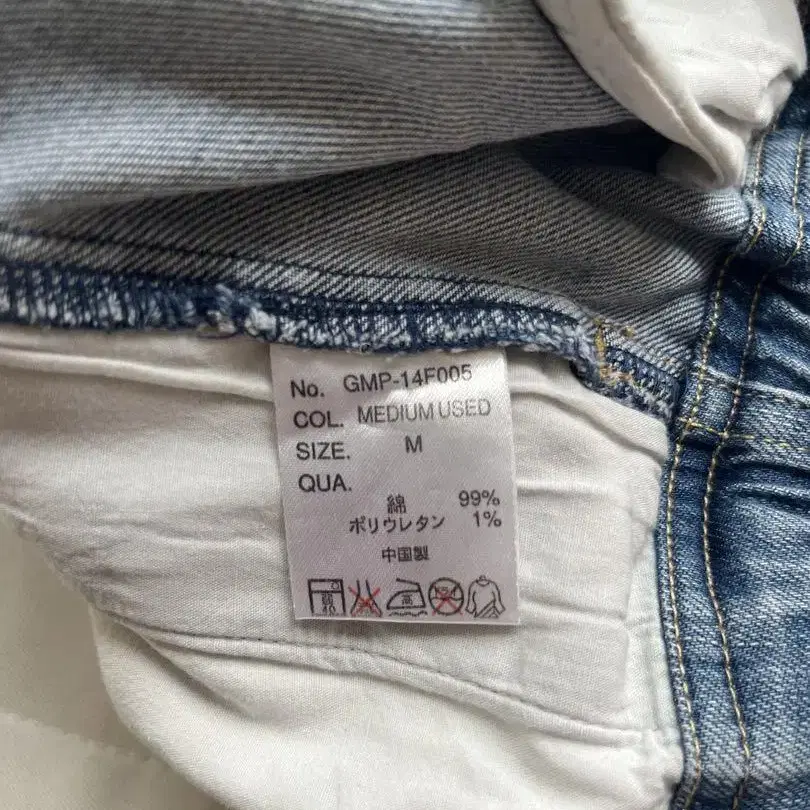 No. GMP-14F005
COL. MEDIUM USED
SIZE. M
QUA.
綿 99%
ポリウレタン 1%
中国製
高